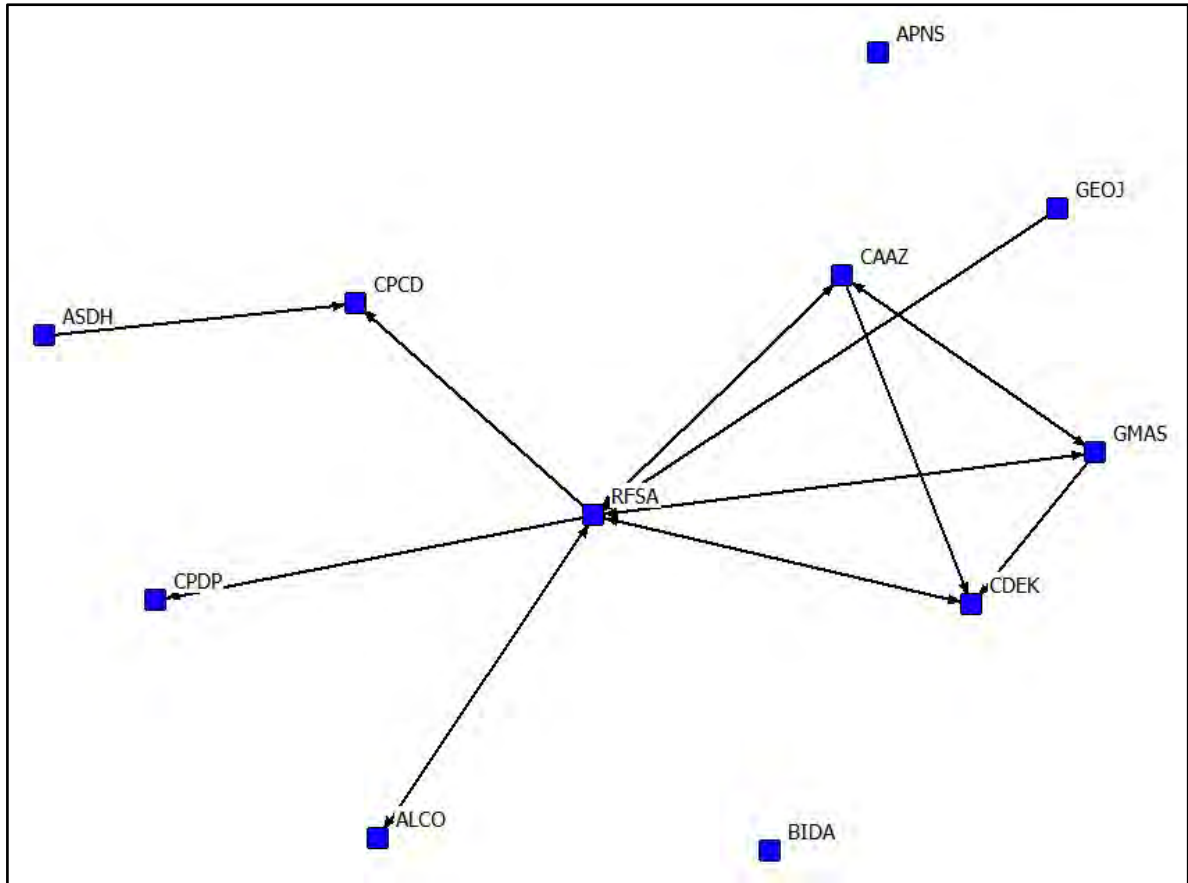 APNS
GEOJ
CAAZ
CPCD
ASDH
GMAS
RFSA
CPDP
CDEK
ALCO
BIDA